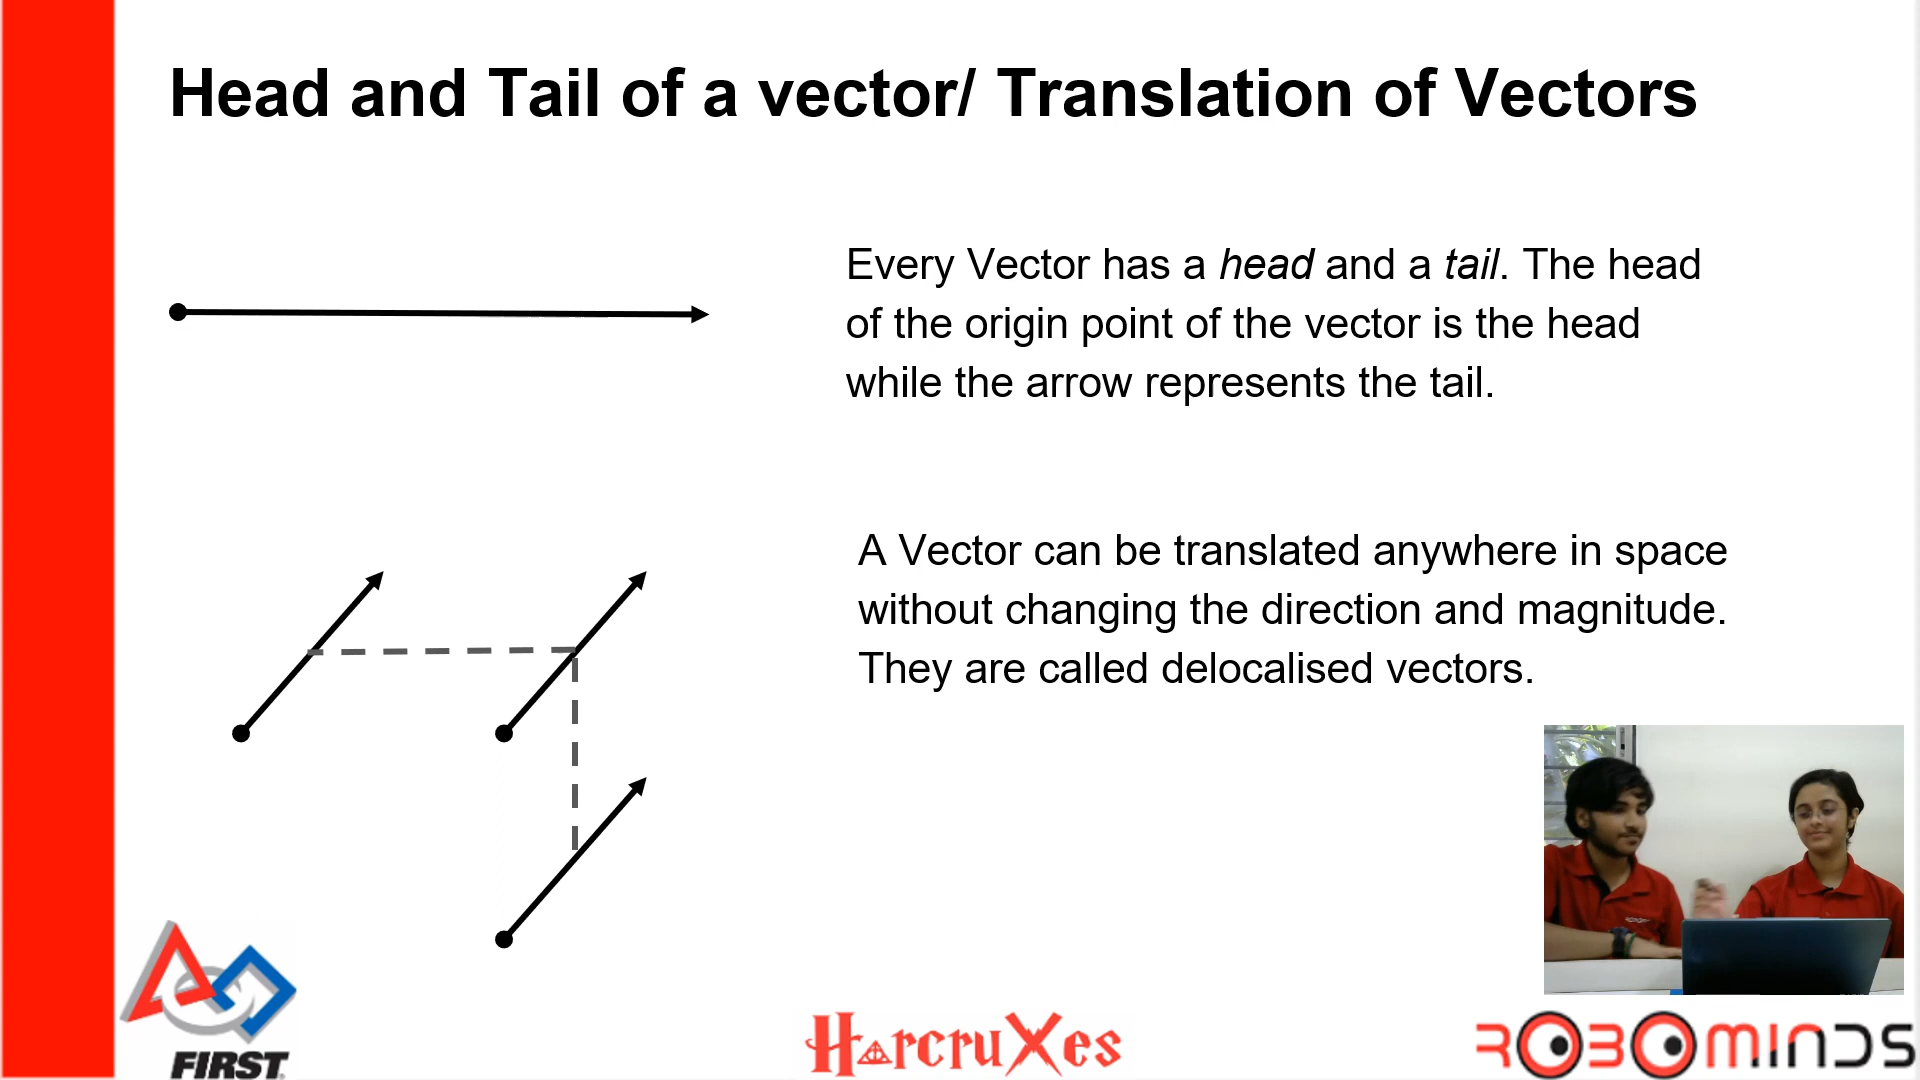 Head and Tail of a vector/ Translation of Vectors
Every Vector has a head and a tail. The head
of the origin point of the vector is the head
while the arrow represents the tail.
A Vector can be translated anywhere in space
without changing the direction and magnitude.
They are called delocalised vectors.
FIRST
HarcruXes
ROBOMINDS